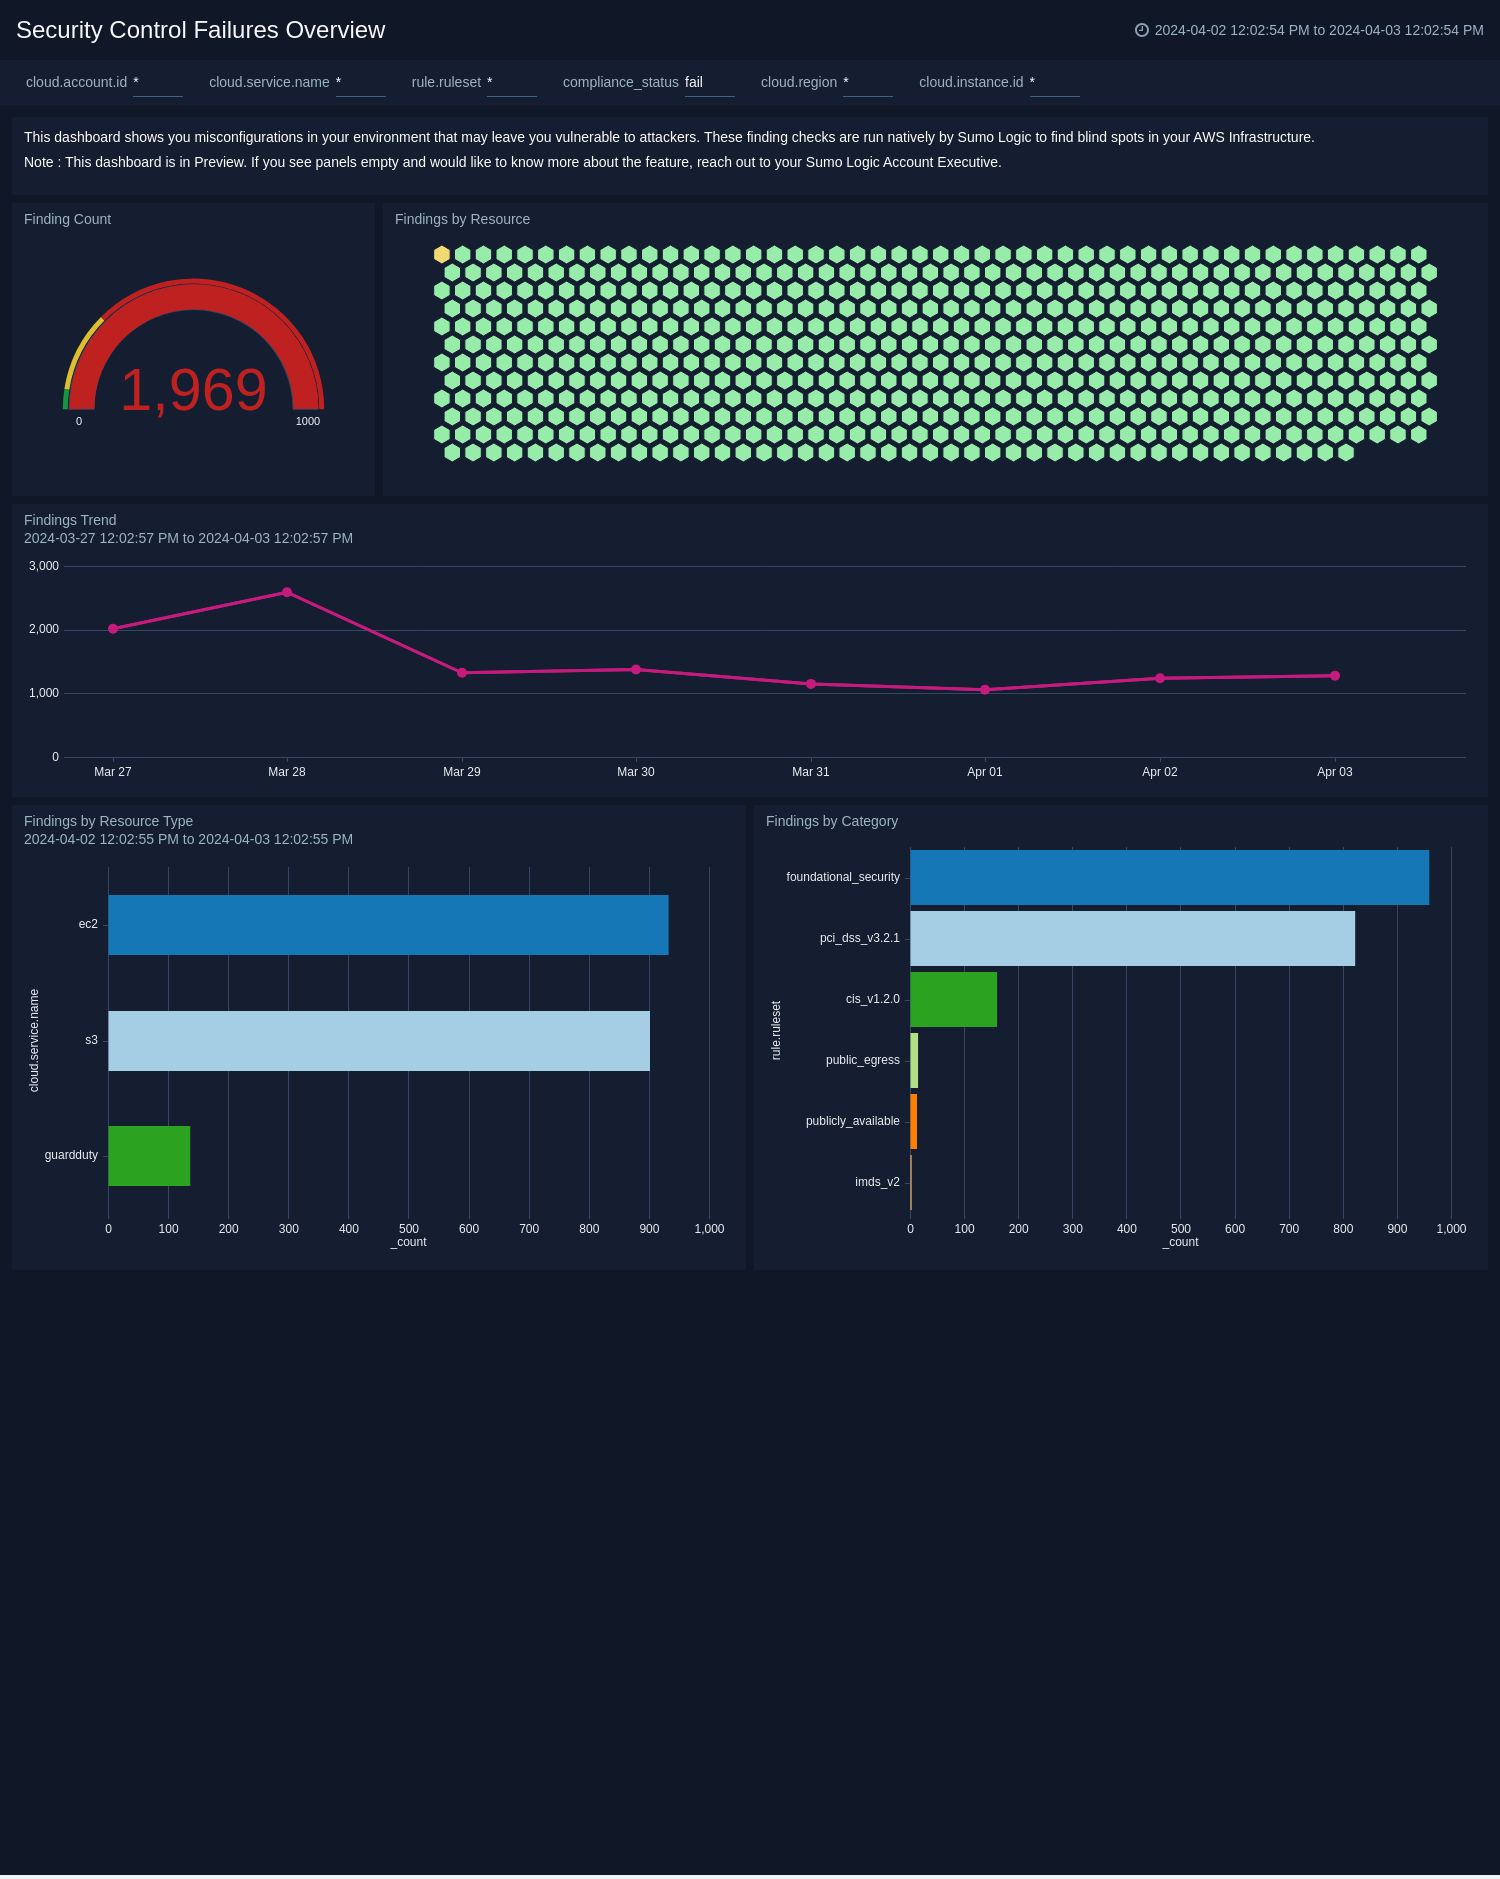 Security Control Failures Overview
2024-04-02 12:02:54 PM to 2024-04-03 12:02:54 PM
cloud.account.id * cloud.service.name * rule.ruleset * compliance_status fail cloud.region * cloud.instance.id *
This dashboard shows you misconfigurations in your environment that may leave you vulnerable to attackers. These finding checks are run natively by Sumo Logic to find blind spots in your AWS Infrastructure.
Note : This dashboard is in Preview. If you see panels empty and would like to know more about the feature, reach out to your Sumo Logic Account Executive.
Finding Count
1,969
0 1000
Findings by Resource
Findings Trend
2024-03-27 12:02:57 PM to 2024-04-03 12:02:57 PM
3,000
2,000
1,000
0
Mar 27 Mar 28 Mar 29 Mar 30 Mar 31 Apr 01 Apr 02 Apr 03
Findings by Resource Type
2024-04-02 12:02:55 PM to 2024-04-03 12:02:55 PM
cloud.service.name
ec2
s3
guardduty
0 100 200 300 400 500 600 700 800 900 1,000
_count
Findings by Category
rule.ruleset
foundational_security
pci_dss_v3.2.1
cis_v1.2.0
public_egress
publicly_available
imds_v2
0 100 200 300 400 500 600 700 800 900 1,000
_count